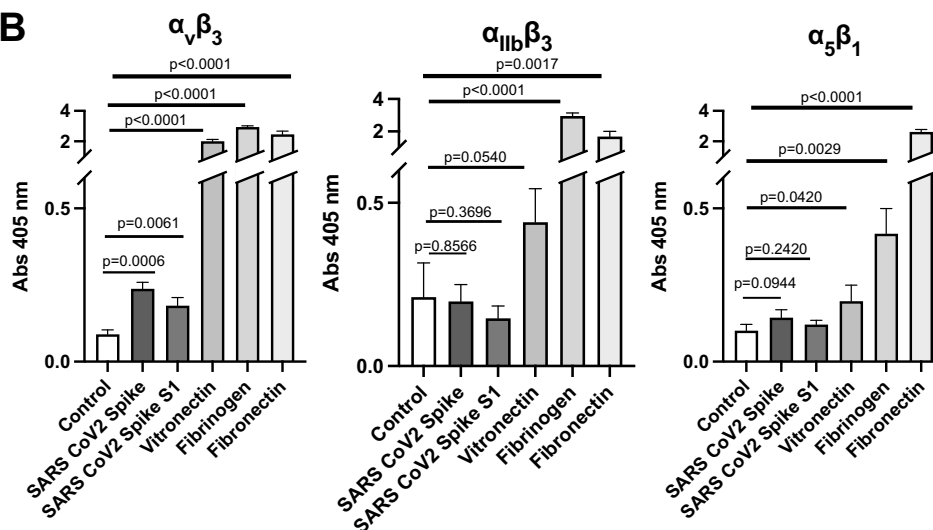 B
αvβ3
p<0.0001
p<0.0001
p<0.0001
p=0.0061
p=0.0006
Abs 405 nm
4
2
0.5
0.0
Control
SARS CoV2 Spike
SARS CoV2 Spike S1
Vitronectin
Fibrinogen
Fibronectin
αIIbβ3
p=0.0017
p<0.0001
p=0.0540
p=0.3696
p=0.8566
Abs 405 nm
4
2
0.5
0.0
Control
SARS CoV2 Spike
SARS CoV2 Spike S1
Vitronectin
Fibrinogen
Fibronectin
α5β1
p<0.0001
p=0.0029
p=0.0420
p=0.2420
p=0.0944
Abs 405 nm
4
2
0.5
0.0
Control
SARS CoV2 Spike
SARS CoV2 Spike S1
Vitronectin
Fibrinogen
Fibronectin